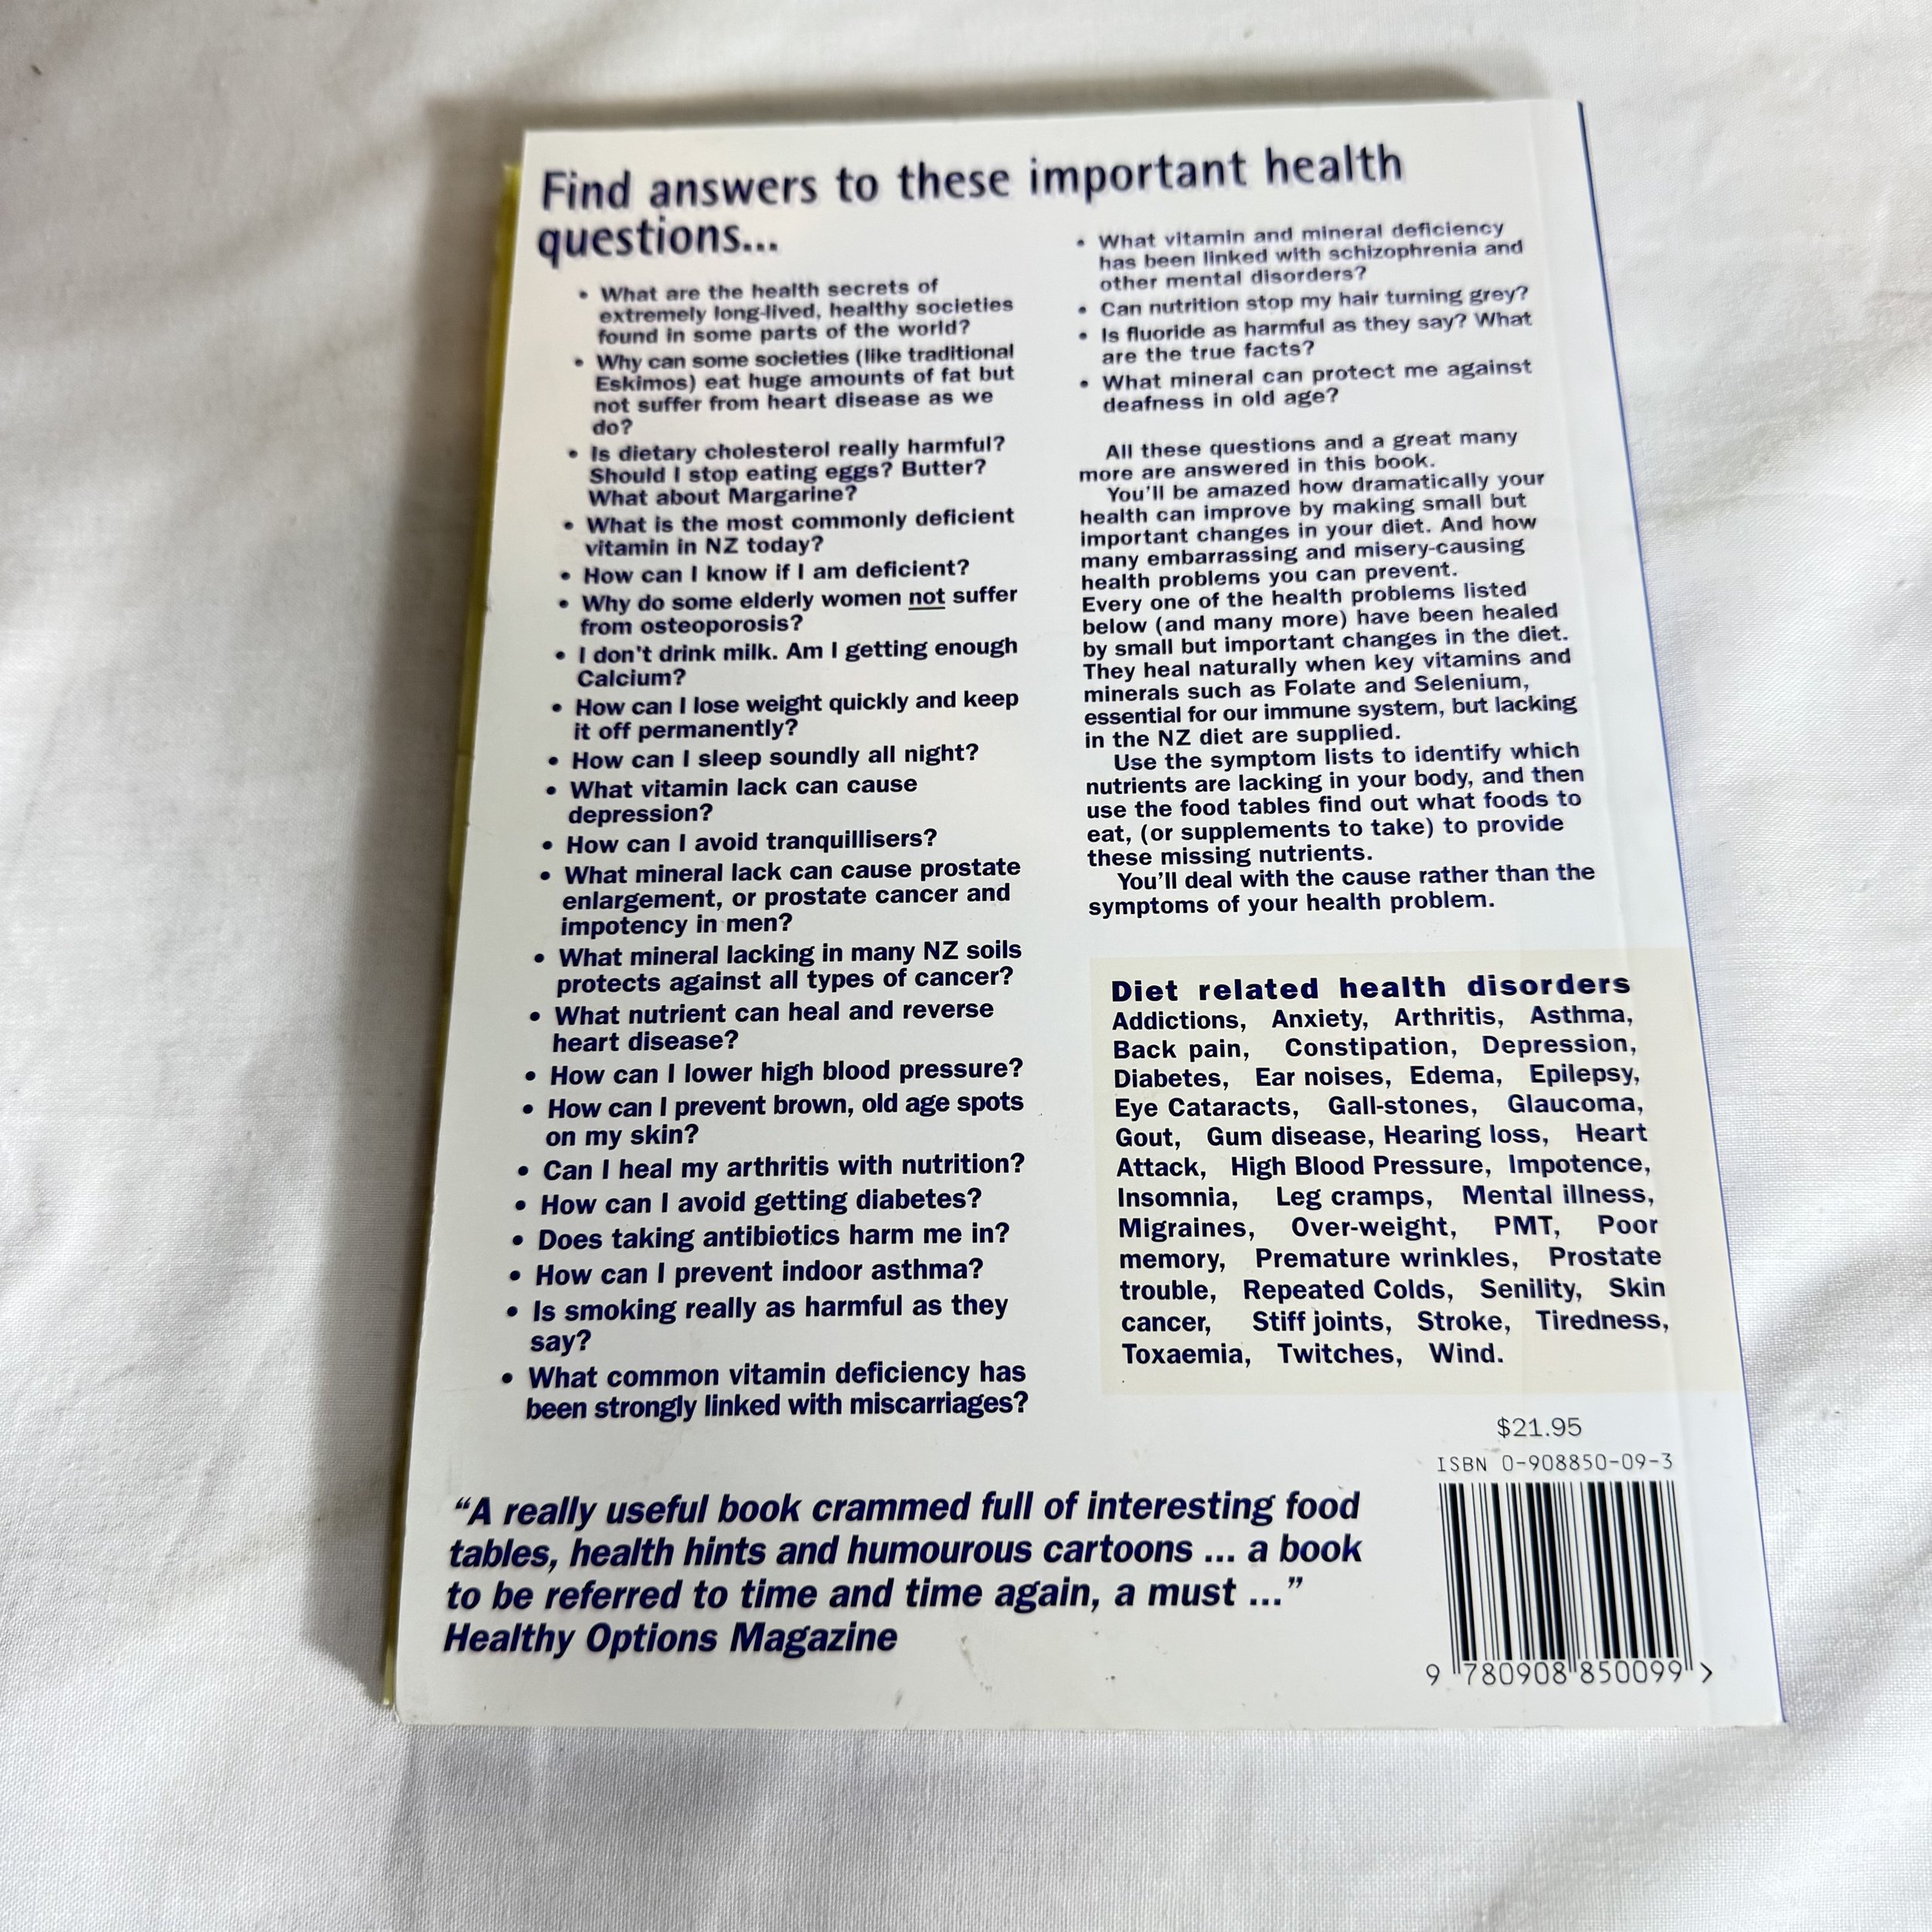 Find answers to these important health
questions...
• What are the health secrets of
extremely long-lived, healthy societies
found in some parts of the world?
• Why can some societies (like traditional
Eskimos) eat huge amounts of fat but
not suffer from heart disease as we
do?
• Is dietary cholesterol really harmful?
Should I stop eating eggs? Butter?
What about Margarine?
• What is the most commonly deficient
vitamin in NZ today?
• How can I know if I am deficient?
• Why do some elderly women not suffer
from osteoporosis?
• I don't drink milk. Am I getting enough
Calcium?
• How can I lose weight quickly and keep
it off permanently?
• How can I sleep soundly all night?
• What vitamin lack can cause
depression?
• How can I avoid tranquillisers?
• What mineral lack can cause prostate
enlargement, or prostate cancer and
impotency in men?
• What mineral lacking in many NZ soils
protects against all types of cancer?
• What nutrient can heal and reverse
heart disease?
• How can I lower high blood pressure?
• How can I prevent brown, old age spots
on my skin?
• Can I heal my arthritis with nutrition?
• How can I avoid getting diabetes?
• Does taking antibiotics harm me in?
• How can I prevent indoor asthma?
• Is smoking really as harmful as they
say?
• What common vitamin deficiency has
been strongly linked with miscarriages?
• What vitamin and mineral deficiency
has been linked with schizophrenia and
other mental disorders?
• Can nutrition stop my hair turning grey?
• Is fluoride as harmful as they say? What
are the true facts?
• What mineral can protect me against
deafness in old age?
All these questions and a great many
more are answered in this book.
You'll be amazed how dramatically your
health can improve by making small but
important changes in your diet. And how
many embarrassing and misery-causing
health problems you can prevent.
Every one of the health problems listed
below (and many more) have been healed
by small but important changes in the diet.
They heal naturally when key vitamins and
minerals such as Folate and Selenium,
essential for our immune system, but lacking
in the NZ diet are supplied.
Use the symptom lists to identify which
nutrients are lacking in your body, and then
use the food tables find out what foods to
eat, (or supplements to take) to provide
these missing nutrients.
You'll deal with the cause rather than the
symptoms of your health problem.
Diet related health disorders
Addictions, Anxiety, Arthritis, Asthma,
Back pain, Constipation, Depression,
Diabetes, Ear noises, Edema, Epilepsy,
Eye Cataracts, Gall-stones, Glaucoma,
Gout, Gum disease, Hearing loss, Heart
Attack, High Blood Pressure, Impotence,
Insomnia, Leg cramps, Mental illness,
Migraines, Over-weight, PMT, Poor
memory, Premature wrinkles, Prostate
trouble, Repeated Colds, Senility, Skin
cancer, Stiff joints, Stroke, Tiredness,
Toxaemia, Twitches, Wind.
"A really useful book crammed full of interesting food
tables, health hints and humourous cartoons ... a book
to be referred to time and time again, a must ..."
Healthy Options Magazine
$21.95
ISBN 0-908850-09-3
9 780908 850099 >